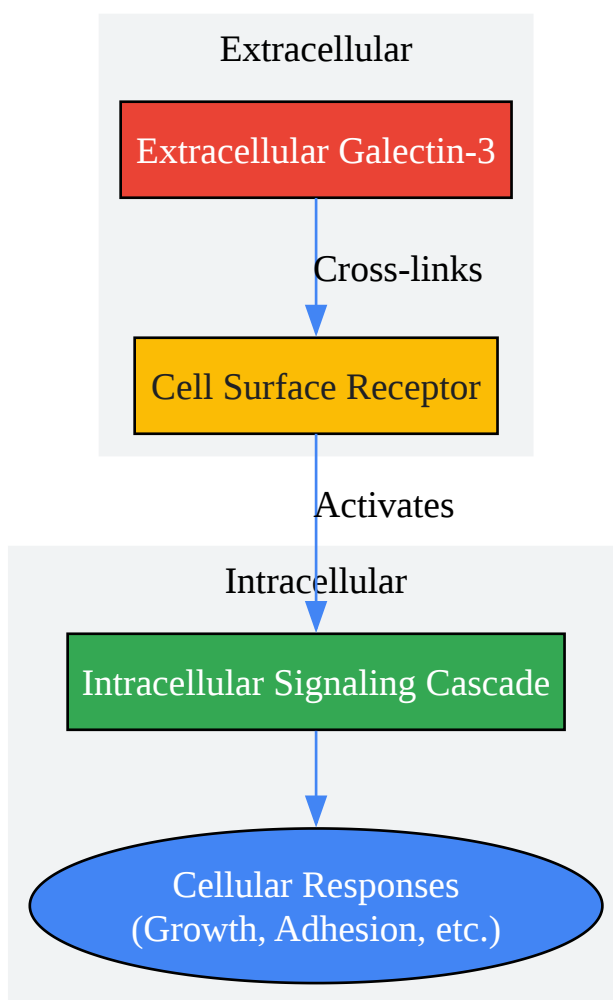 Extracellular
Extracellular Galectin-3
Cross-links
Cell Surface Receptor
Activates
Intracellular
Intracellular Signaling Cascade
Cellular Responses
(Growth, Adhesion, etc.)